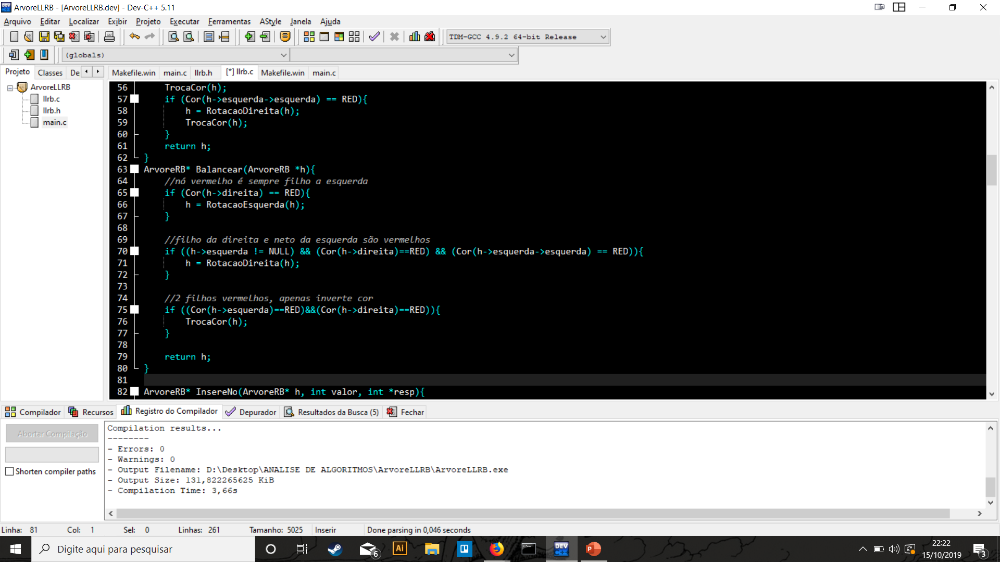 ArvoreLLRB - [ArvoreLLRB.dev] - Dev-C++ 5.11
Arquivo Editar Localizar Exibir Projeto Executar Ferramentas AStyle Janela Ajuda
TDM-GCC 4.9.2 64-bit Release
(globals)
Projeto Classes De
Makefile.win main.c llrb.h [*] llrb.c Makefile.win main.c
ArvoreLLRB
llrb.c
llrb.h
main.c
56 TrocaCor(h);
57 if (Cor(h->esquerda->esquerda) == RED){
58 h = RotacaoDireita(h);
59 TrocaCor(h);
60 }
61 return h;
62 }
63 ArvoreRB* Balancear(ArvoreRB *h){
64 //nó vermelho é sempre filho a esquerda
65 if (Cor(h->direita) == RED){
66 h = RotacaoEsquerda(h);
67 }
68
69 //filho da direita e neto da esquerda são vermelhos
70 if ((h->esquerda != NULL) && (Cor(h->direita)==RED) && (Cor(h->esquerda->esquerda) == RED)){
71 h = RotacaoDireita(h);
72 }
73
74 //2 filhos vermelhos, apenas inverte cor
75 if ((Cor(h->esquerda)==RED)&&(Cor(h->direita)==RED)){
76 TrocaCor(h);
77 }
78
79 return h;
80 }
81
82 ArvoreRB* InsereNo(ArvoreRB* h, int valor, int *resp){
Compilador Recursos Registro do Compilador Depurador Resultados da Busca (5) Fechar
Abortar Compilação
Shorten compiler paths
Compilation results...
--------
- Errors: 0
- Warnings: 0
- Output Filename: D:\Desktop\ANALISE DE ALGORITMOS\ArvoreLLRB\ArvoreLLRB.exe
- Output Size: 131,822265625 KiB
- Compilation Time: 3,66s
Linha: 81 Col: 1 Sel: 0 Linhas: 261 Tamanho: 5025 Inserir Done parsing in 0,046 seconds
Digite aqui para pesquisar
6
Ai
DEV
P
22:22
15/10/2019
3